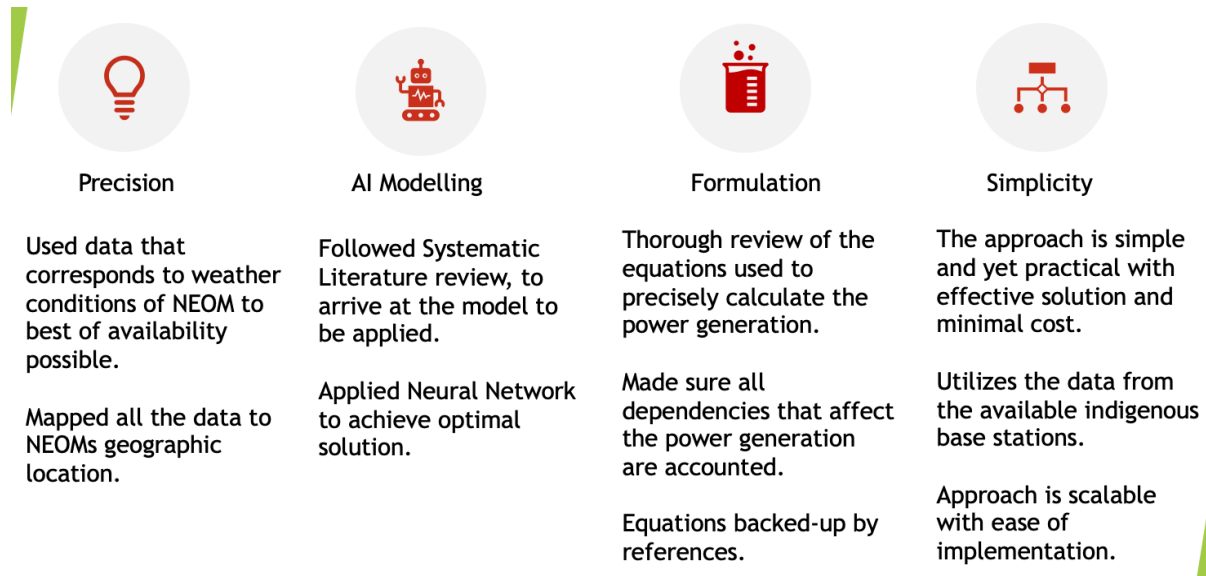 Precision
Used data that
corresponds to weather
conditions of NEOM to
best of availability
possible.
Mapped all the data to
NEOMs geographic
location.
AI Modelling
Followed Systematic
Literature review, to
arrive at the model to
be applied.
Applied Neural Network
to achieve optimal
solution.
Formulation
Thorough review of the
equations used to
precisely calculate the
power generation.
Made sure all
dependencies that affect
the power generation
are accounted.
Equations backed-up by
references.
Simplicity
The approach is simple
and yet practical with
effective solution and
minimal cost.
Utilizes the data from
the available indigenous
base stations.
Approach is scalable
with ease of
implementation.